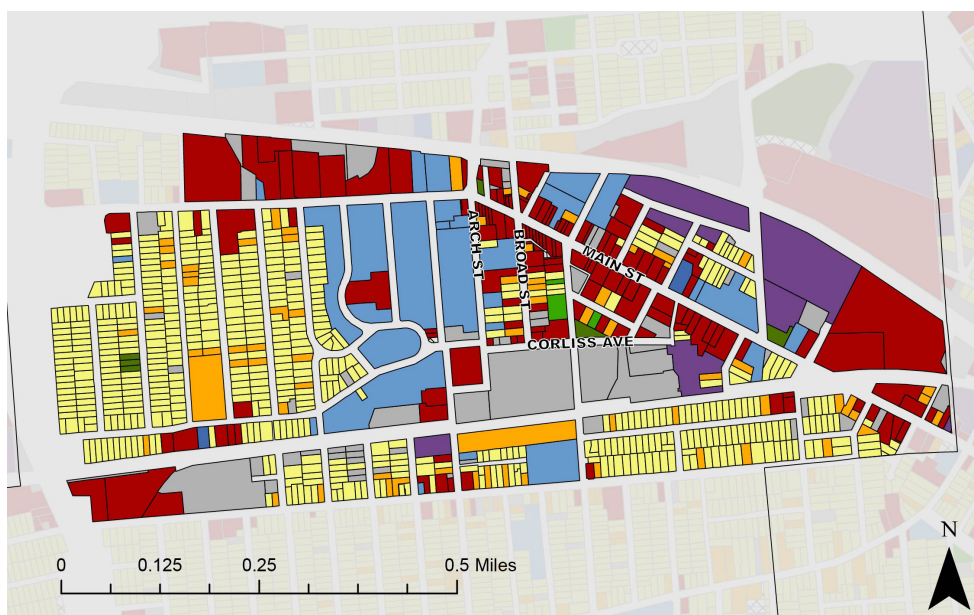 ARCH ST
BROAD ST
MAIN ST
CORLISS AVE
N
0 0.125 0.25 0.5 Miles